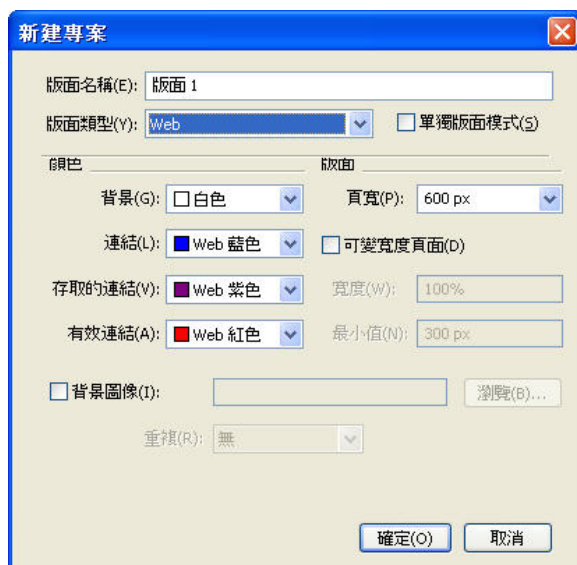 新建專案
版面名稱(E): 版面 1
版面類型(Y): Web 單獨版面模式(S)
顏色 版面
背景(G): 白色 頁寬(P): 600 px
連結(L): Web 藍色 可變寬度頁面(D)
存取的連結(V): Web 紫色 寬度(W): 100%
有效連結(A): Web 紅色 最小值(N): 300 px
背景圖像(I): 瀏覽(B)...
重複(R): 無
確定(O) 取消